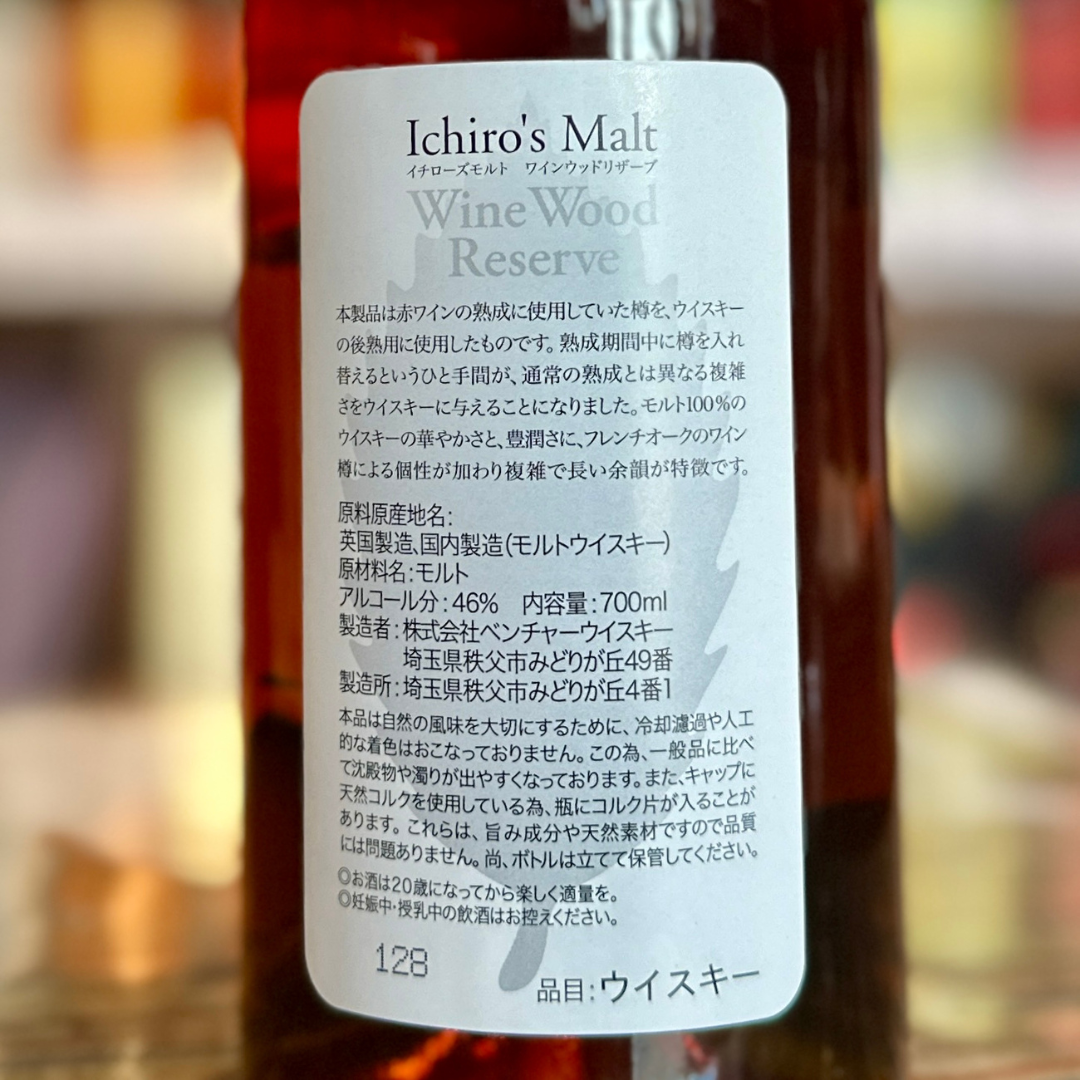 Ichiro's Malt
イチローズモルト ワインウッドリザーブ
Wine Wood
Reserve
本製品は赤ワインの熟成に使用していた樽を、ウイスキー
の後熟用に使用したものです。熟成期間中に樽を入れ
替えるというひと手間が、通常の熟成とは異なる複雑
さをウイスキーに与えることになりました。モルト100%の
ウイスキーの華やかさと、豊潤さに、フレンチオークのワイン
樽による個性が加わり複雑で長い余韻が特徴です。
原料原産地名:
英国製造、国内製造(モルトウイスキー)
原材料名:モルト
アルコール分:46% 内容量:700ml
製造者:株式会社ベンチャーウイスキー
埼玉県秩父市みどりが丘49番
製造所:埼玉県秩父市みどりが丘4番1
本品は自然の風味を大切にするために、冷却濾過や人工
的な着色はおこなっておりません。この為、一般品に比べ
て沈殿物や濁りが出やすくなっております。また、キャップに
天然コルクを使用している為、瓶にコルク片が入ることが
あります。これらは、旨み成分や天然素材ですので品質
には問題ありません。尚、ボトルは立てて保管してください。
◎お酒は20歳になってから楽しく適量を。
◎妊娠中・授乳中の飲酒はお控えください。
128
品目:ウイスキー